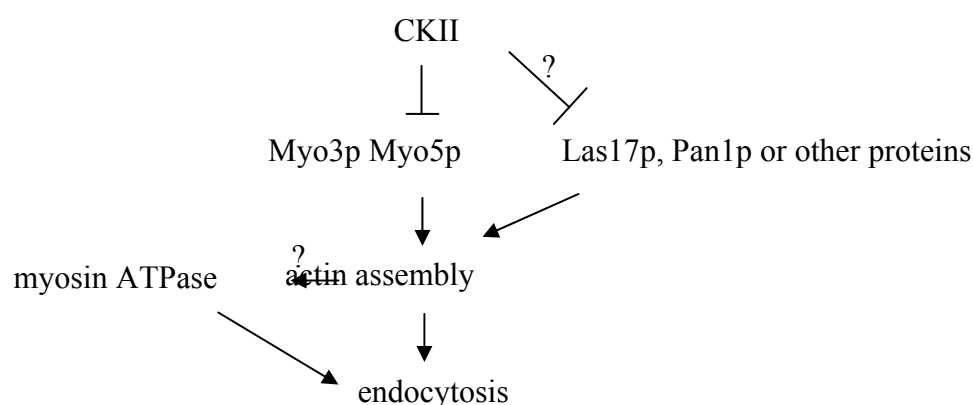 CKII
?
Myo3p Myo5p
Las17p, Pan1p or other proteins
?
myosin ATPase
actin assembly
endocytosis